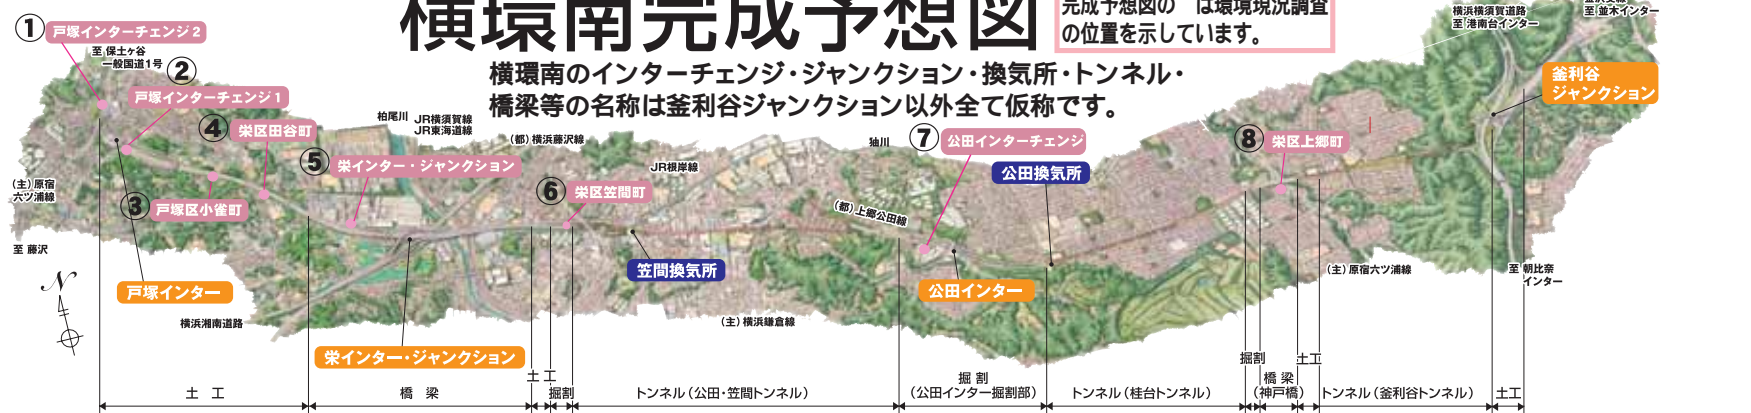 横環南完成予想図
完成予想図の は環境現況調査
の位置を示しています。
横環南のインターチェンジ・ジャンクション・換気所・トンネル・
橋梁等の名称は釜利谷ジャンクション以外全て仮称です。
① 戸塚インターチェンジ2
至 保土ヶ谷
一般国道1号
② 戸塚インターチェンジ1
③ 戸塚区小雀町
④ 栄区田谷町
⑤ 栄インター・ジャンクション
⑥ 栄区笠間町
⑦ 公田インターチェンジ
⑧ 栄区上郷町
柏尾川
JR横須賀線
JR東海道線
(都)横浜藤沢線
JR根岸線
㹨川
(都)上郷公田線
公田換気所
横浜横須賀道路
至 港南台インター
至 並木インター
釜利谷
ジャンクション
(主)原宿
六ツ浦線
至 藤沢
N
戸塚インター
横浜湘南道路
栄インター・ジャンクション
笠間換気所
(主)横浜鎌倉線
公田インター
(主)原宿六ツ浦線
至 朝比奈
インター
土 工
橋 梁
土 工
掘割
トンネル(公田・笠間トンネル)
掘 割
(公田インター掘割部)
トンネル(桂台トンネル)
掘割
橋 梁
(神戸橋)
土工
トンネル(釜利谷トンネル)
土工